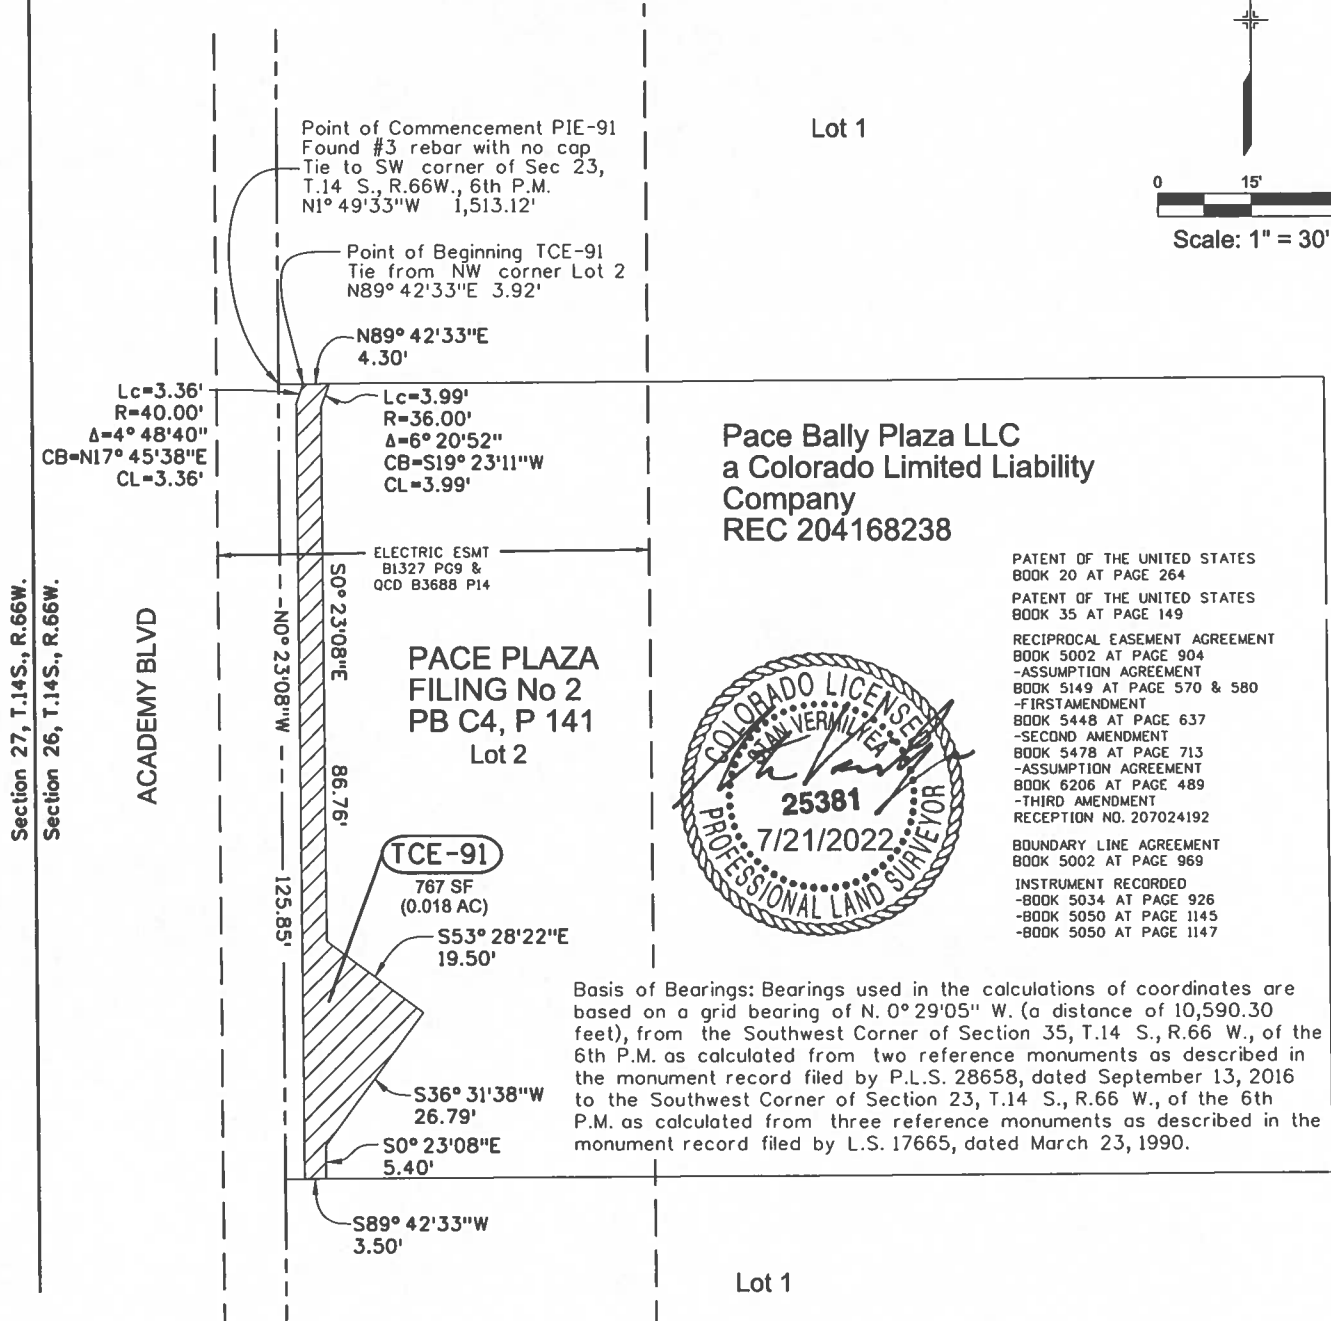 Point of Commencement PIE-91
Found #3 rebar with no cap
Tie to SW corner of Sec 23,
T.14 S., R.66W., 6th P.M.
N1° 49'33"W 1,513.12'
Lot 1
0 15'
Scale: 1" = 30'
Point of Beginning TCE-91
Tie from NW corner Lot 2
N89° 42'33"E 3.92'
N89° 42'33"E
4.30'
Lc=3.36'
R=40.00'
Δ=4° 48'40"
CB=N17° 45'38"E
CL=3.36'
Lc=3.99'
R=36.00'
Δ=6° 20'52"
CB=S19° 23'11"W
CL=3.99'
Pace Bally Plaza LLC
a Colorado Limited Liability
Company
REC 204168238
ELECTRIC ESMT
B1327 PG9 &
QCD B3688 P14
Section 27, T.14S., R.66W.
Section 26, T.14S., R.66W.
ACADEMY BLVD
N0° 23'08"W 125.85'
S0° 23'08"E 86.76'
PACE PLAZA
FILING No 2
PB C4, P 141
Lot 2
PATENT OF THE UNITED STATES
BOOK 20 AT PAGE 264
PATENT OF THE UNITED STATES
BOOK 35 AT PAGE 149
RECIPROCAL EASEMENT AGREEMENT
BOOK 5002 AT PAGE 904
-ASSUMPTION AGREEMENT
BOOK 5149 AT PAGE 570 & 580
-FIRSTAMENDMENT
BOOK 5448 AT PAGE 637
-SECOND AMENDMENT
BOOK 5478 AT PAGE 713
-ASSUMPTION AGREEMENT
BOOK 6206 AT PAGE 489
-THIRD AMENDMENT
RECEPTION NO. 207024192
BOUNDARY LINE AGREEMENT
BOOK 5002 AT PAGE 969
INSTRUMENT RECORDED
-BOOK 5034 AT PAGE 926
-BOOK 5050 AT PAGE 1145
-BOOK 5050 AT PAGE 1147
COLORADO LICENSED
STAN VERMILYEA
25381
7/21/2022
PROFESSIONAL LAND SURVEYOR
TCE-91
767 SF
(0.018 AC)
S53° 28'22"E
19.50'
S36° 31'38"W
26.79'
S0° 23'08"E
5.40'
S89° 42'33"W
3.50'
Basis of Bearings: Bearings used in the calculations of coordinates are
based on a grid bearing of N. 0° 29'05" W. (a distance of 10,590.30
feet), from the Southwest Corner of Section 35, T.14 S., R.66 W., of the
6th P.M. as calculated from two reference monuments as described in
the monument record filed by P.L.S. 28658, dated September 13, 2016
to the Southwest Corner of Section 23, T.14 S., R.66 W., of the 6th
P.M. as calculated from three reference monuments as described in the
monument record filed by L.S. 17665, dated March 23, 1990.
Lot 1